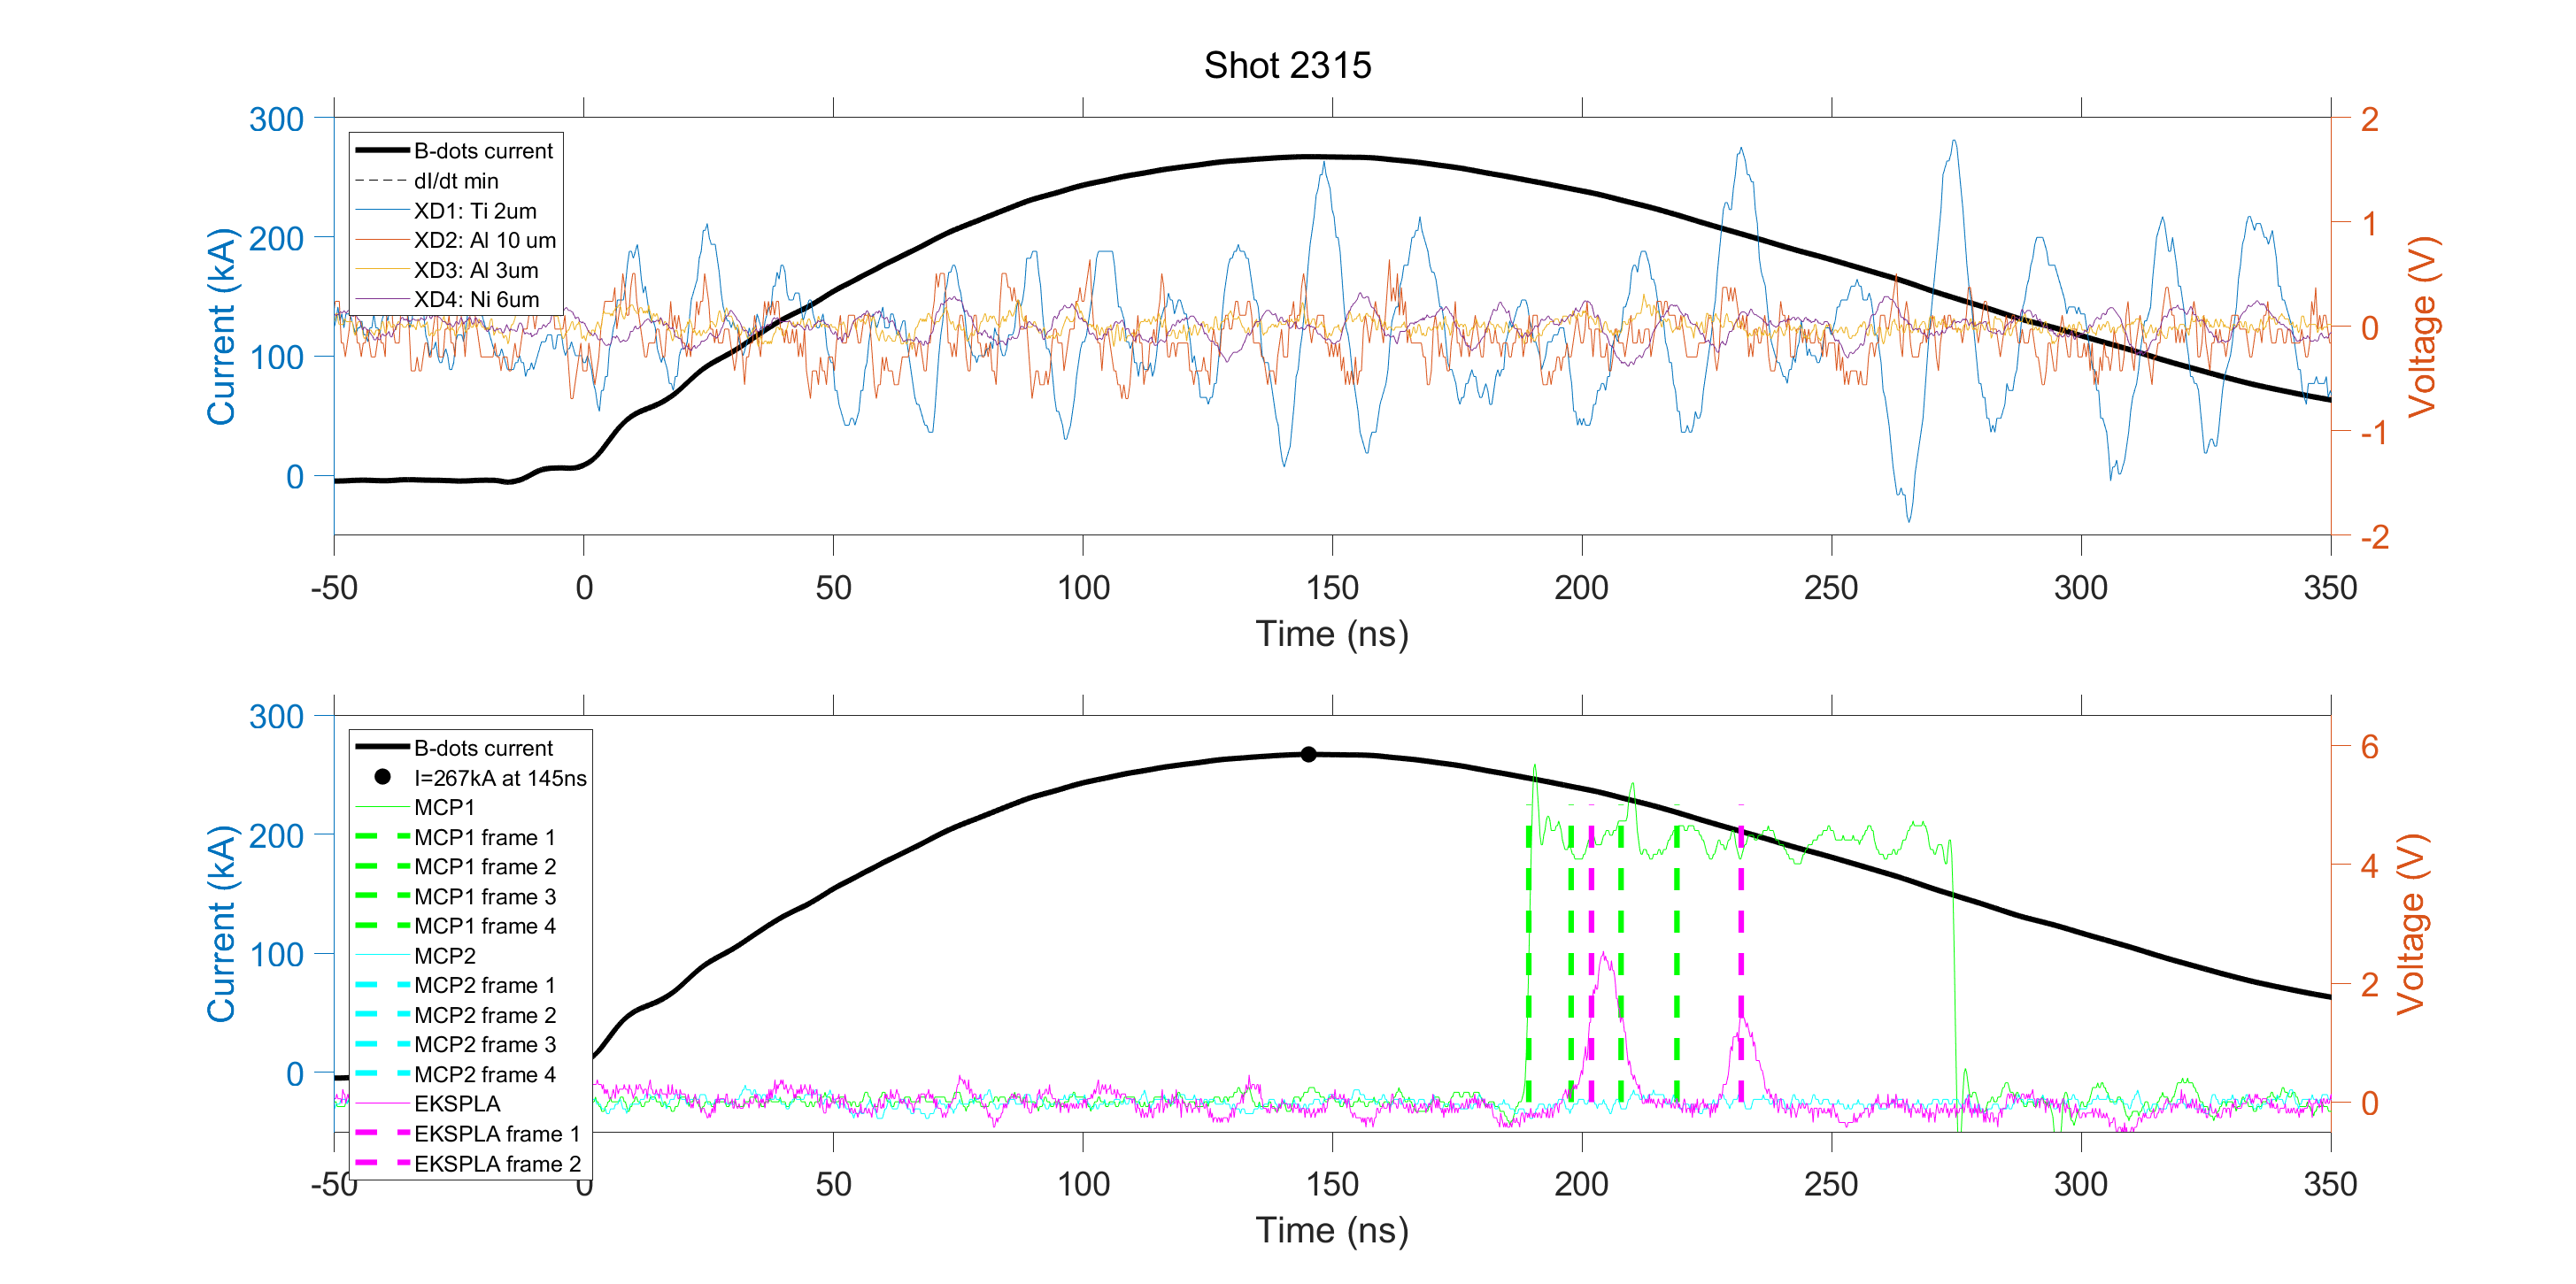 Shot 2315
300
200
100
0
Current (kA)
B-dots current
dI/dt min
XD1: Ti 2um
XD2: Al 10 um
XD3: Al 3um
XD4: Ni 6um
2
1
0
-1
-2
Voltage (V)
-50 0 50 100 150 200 250 300 350
Time (ns)
300
200
100
0
Current (kA)
B-dots current
I=267kA at 145ns
MCP1
MCP1 frame 1
MCP1 frame 2
MCP1 frame 3
MCP1 frame 4
MCP2
MCP2 frame 1
MCP2 frame 2
MCP2 frame 3
MCP2 frame 4
EKSPLA
EKSPLA frame 1
EKSPLA frame 2
6
4
2
0
Voltage (V)
-50 0 50 100 150 200 250 300 350
Time (ns)